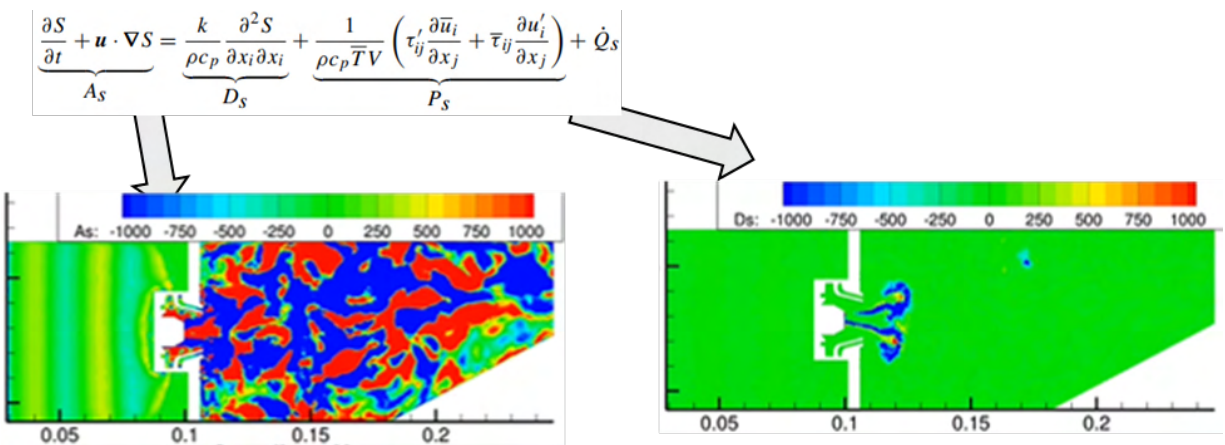 ∂S/∂t + u · ∇S = k/(ρc_p) ∂²S/(∂x_i∂x_i) + 1/(ρc_p T̅V) (τ′_ij ∂u̅_i/∂x_j + τ̅_ij ∂u′_i/∂x_j) + Q̇_S
A_S D_S P_S
As: -1000 -750 -500 -250 0 250 500 750 1000
0.05 0.1 0.15 0.2
Ds: -1000 -750 -500 -250 0 250 500 750 1000
0.05 0.1 0.15 0.2